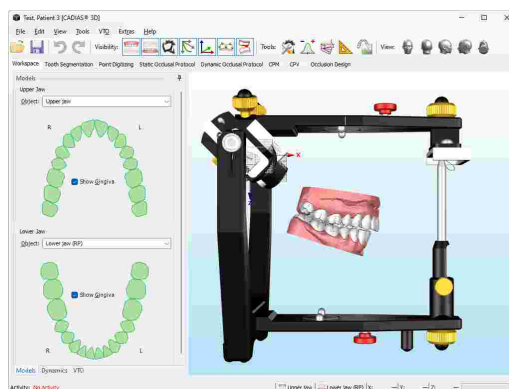 Test, Patient 3 [CADIAS® 3D]
File Edit View Tools VTO Extras Help
Visibility: Tools: View:
Workspace Tooth Segmentation Point Digitizing Static Occlusal Protocol Dynamic Occlusal Protocol CPM CPV Occlusion Design
Models
Upper Jaw
Object: Upper Jaw
R L
Show Gingiva
X
Z
Lower Jaw
Object: Lower Jaw (RP)
Show Gingiva
R L
Models Dynamics VTO
Activity: No Activity Upper Jaw Lower Jaw (RP) X: — Y: — Z: —